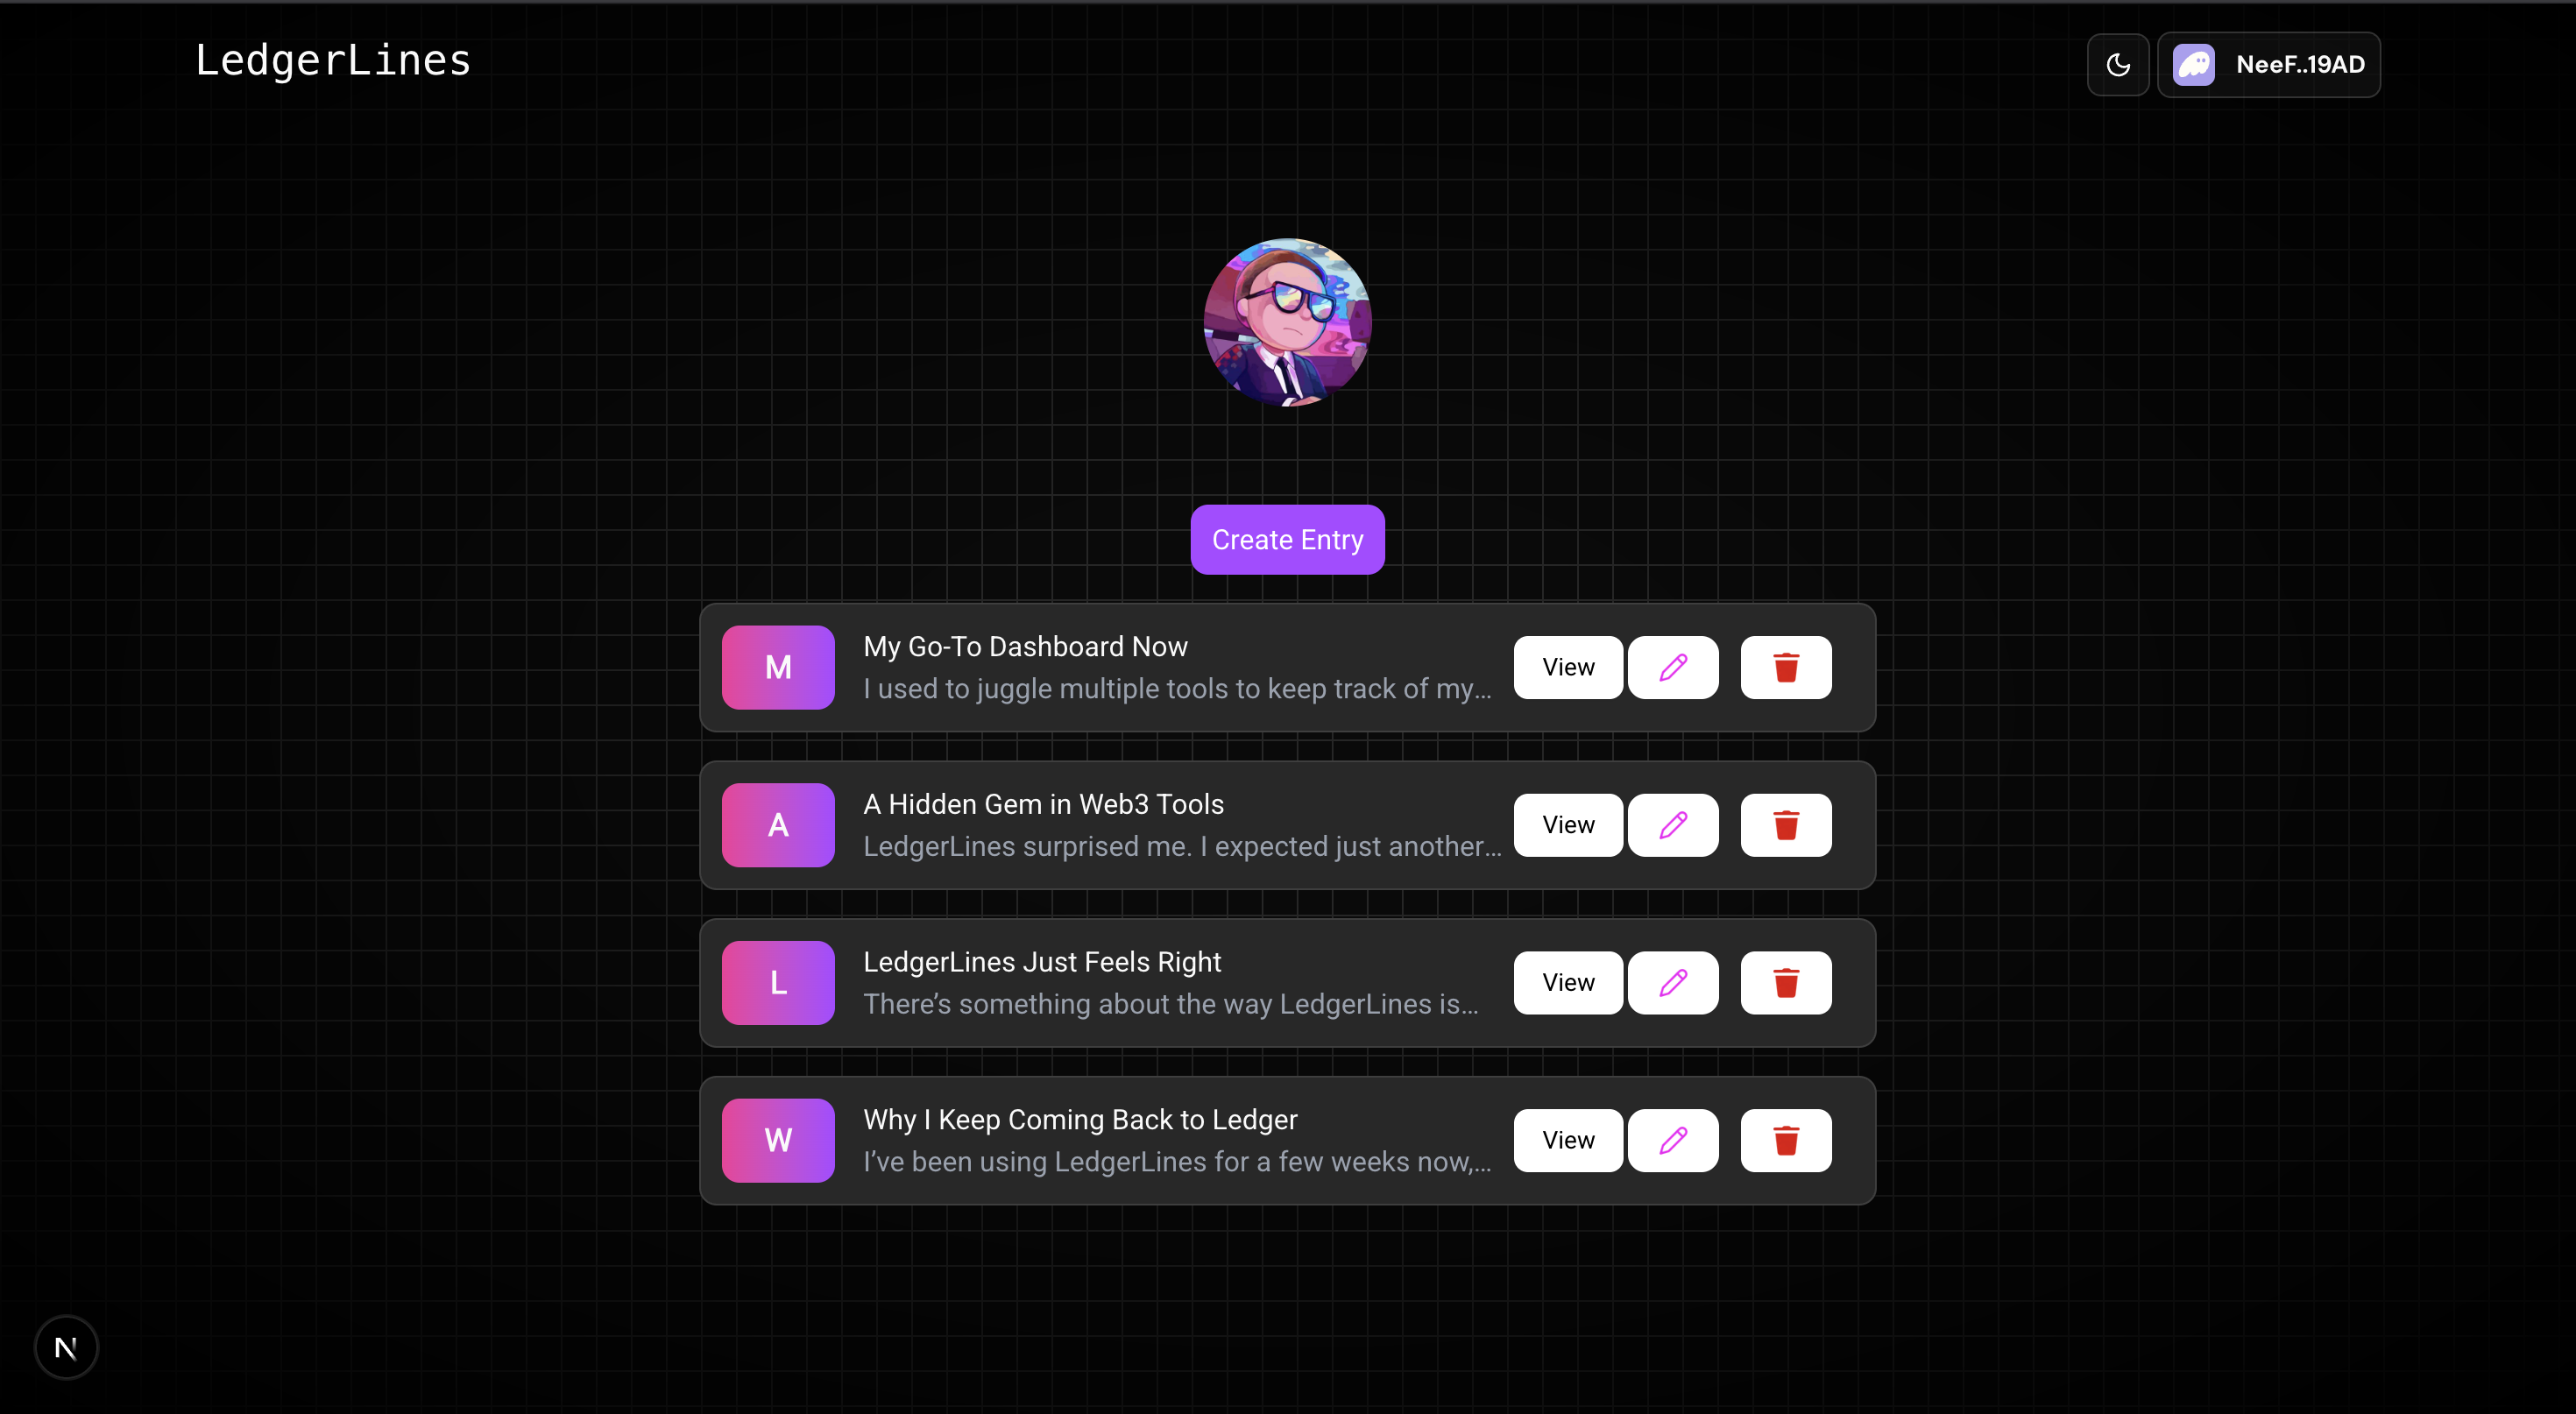 LedgerLines
NeeF..19AD
Create Entry
M
My Go-To Dashboard Now
I used to juggle multiple tools to keep track of my...
View
A
A Hidden Gem in Web3 Tools
LedgerLines surprised me. I expected just another...
View
L
LedgerLines Just Feels Right
There’s something about the way LedgerLines is...
View
W
Why I Keep Coming Back to Ledger
I’ve been using LedgerLines for a few weeks now,...
View
N